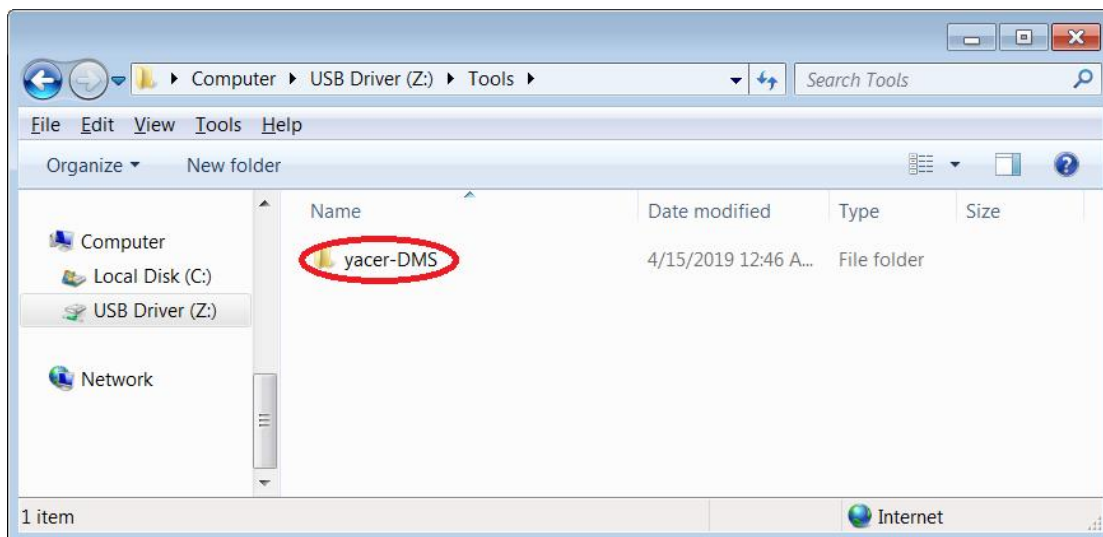 Computer USB Driver (Z:) Tools Search Tools
File Edit View Tools Help
Organize New folder
Name Date modified Type Size
Computer
yacer-DMS 4/15/2019 12:46 A... File folder
Local Disk (C:)
USB Driver (Z:)
Network
1 item Internet